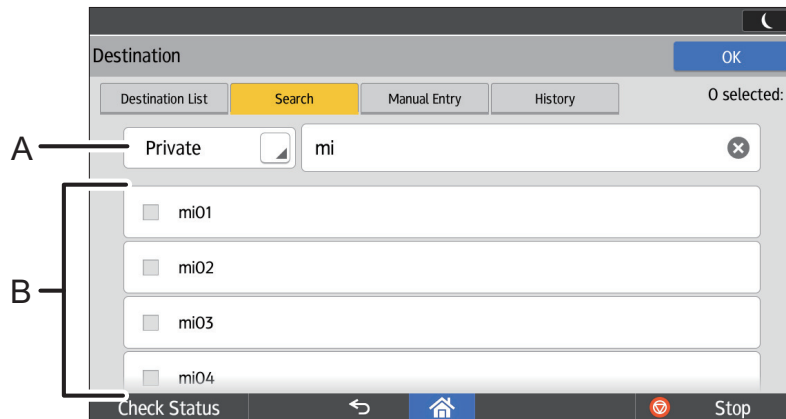 Destination
OK
Destination List Search Manual Entry History 0 selected:
A Private mi
mi01
mi02
B
mi03
mi04
Check Status Stop